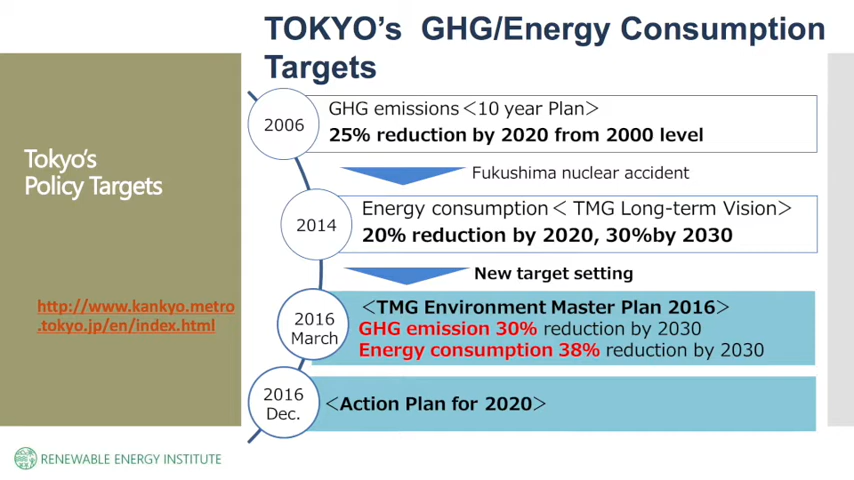 TOKYO's GHG/Energy Consumption
Targets
Tokyo's
Policy Targets
http://www.kankyo.metro
.tokyo.jp/en/index.html
2006
GHG emissions＜10 year Plan＞
25% reduction by 2020 from 2000 level
Fukushima nuclear accident
2014
Energy consumption＜ TMG Long-term Vision＞
20% reduction by 2020, 30%by 2030
New target setting
2016
March
＜TMG Environment Master Plan 2016＞
GHG emission 30% reduction by 2030
Energy consumption 38% reduction by 2030
2016
Dec.
＜Action Plan for 2020＞
RENEWABLE ENERGY INSTITUTE